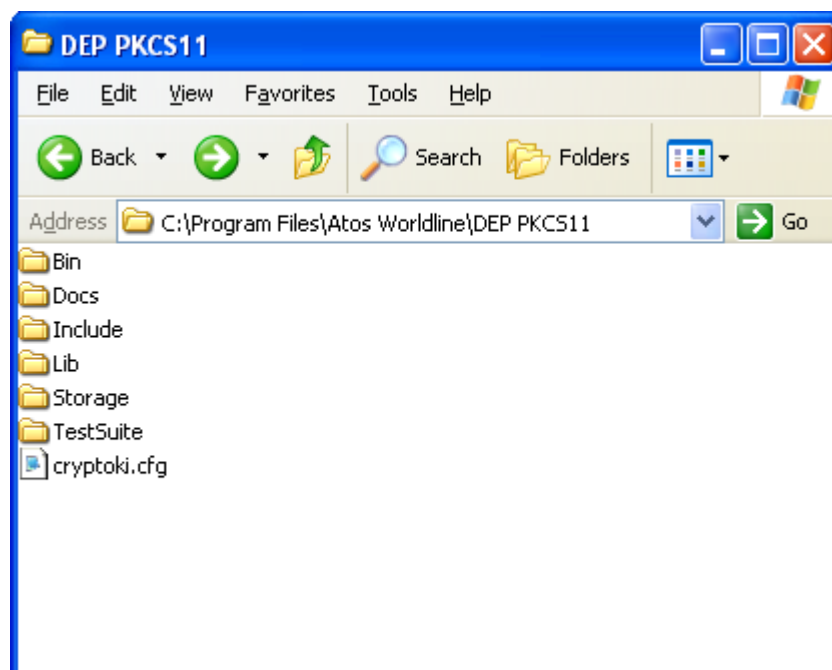 DEP PKCS11
File Edit View Favorites Tools Help
Back Search Folders
Address C:\Program Files\Atos Worldline\DEP PKCS11 Go
Bin
Docs
Include
Lib
Storage
TestSuite
cryptoki.cfg